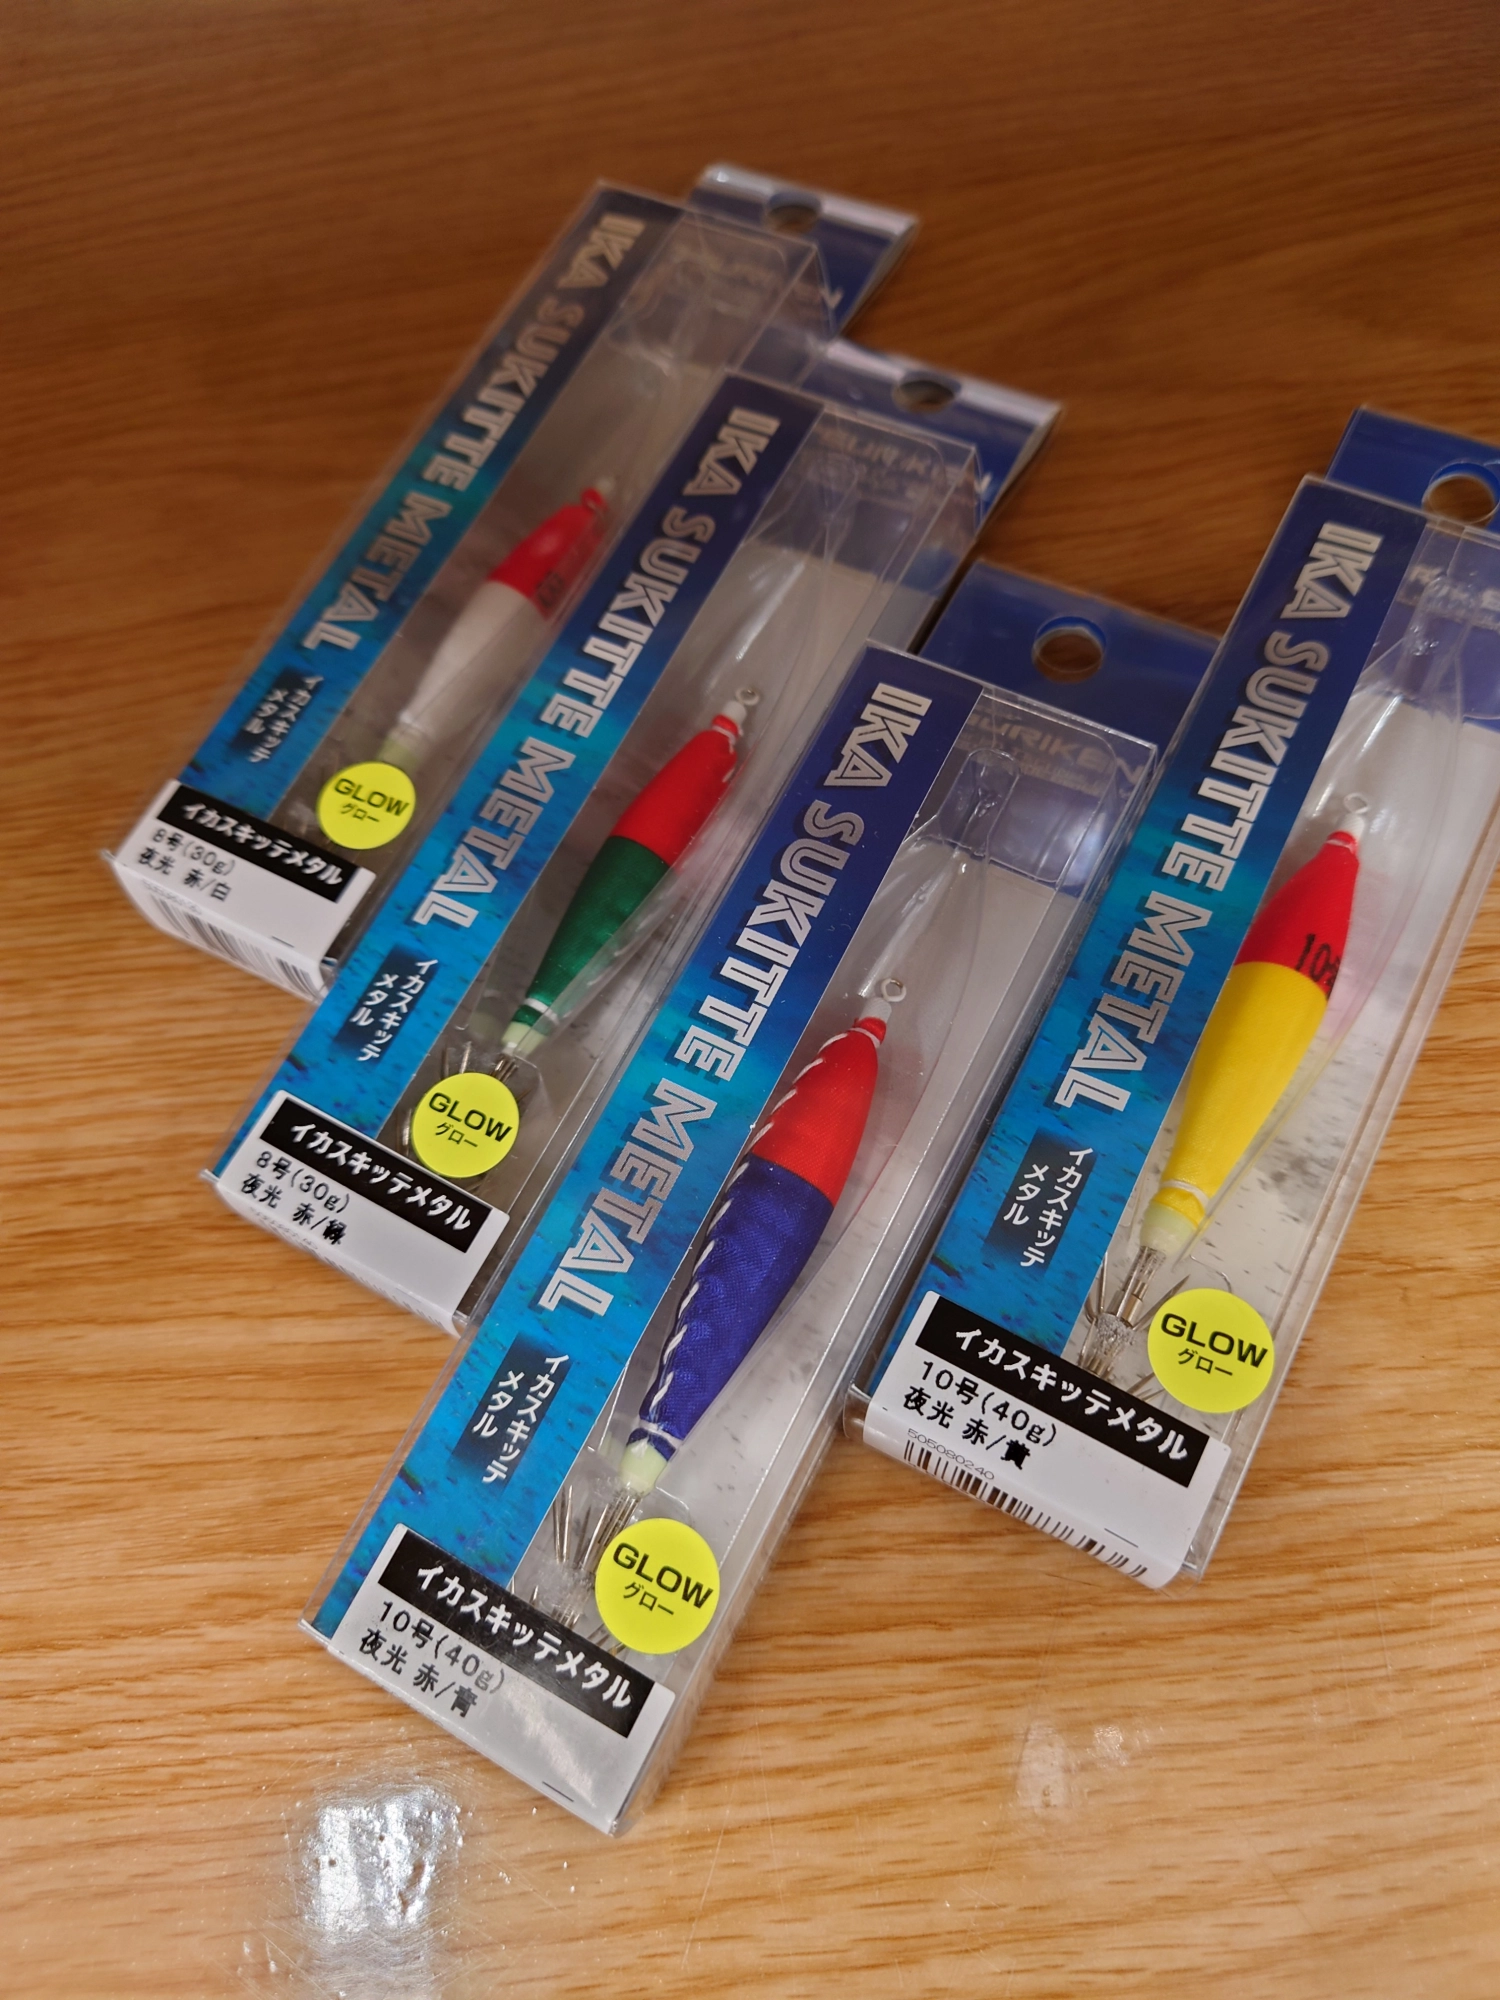 IKA SUKITTE METAL
イカスキッテ
メタル
GLOW
グロー
イカスキッテメタル
8号(30g)
夜光 赤/白
IKA SUKITTE METAL
イカスキッテ
メタル
GLOW
グロー
イカスキッテメタル
8号(30g)
夜光 赤/緑
IKA SUKITTE METAL
イカスキッテ
メタル
GLOW
グロー
イカスキッテメタル
10号(40g)
夜光 赤/青
IKA SUKITTE METAL
10号
イカスキッテ
メタル
GLOW
グロー
イカスキッテメタル
10号(40g)
夜光 赤/黄
505080240